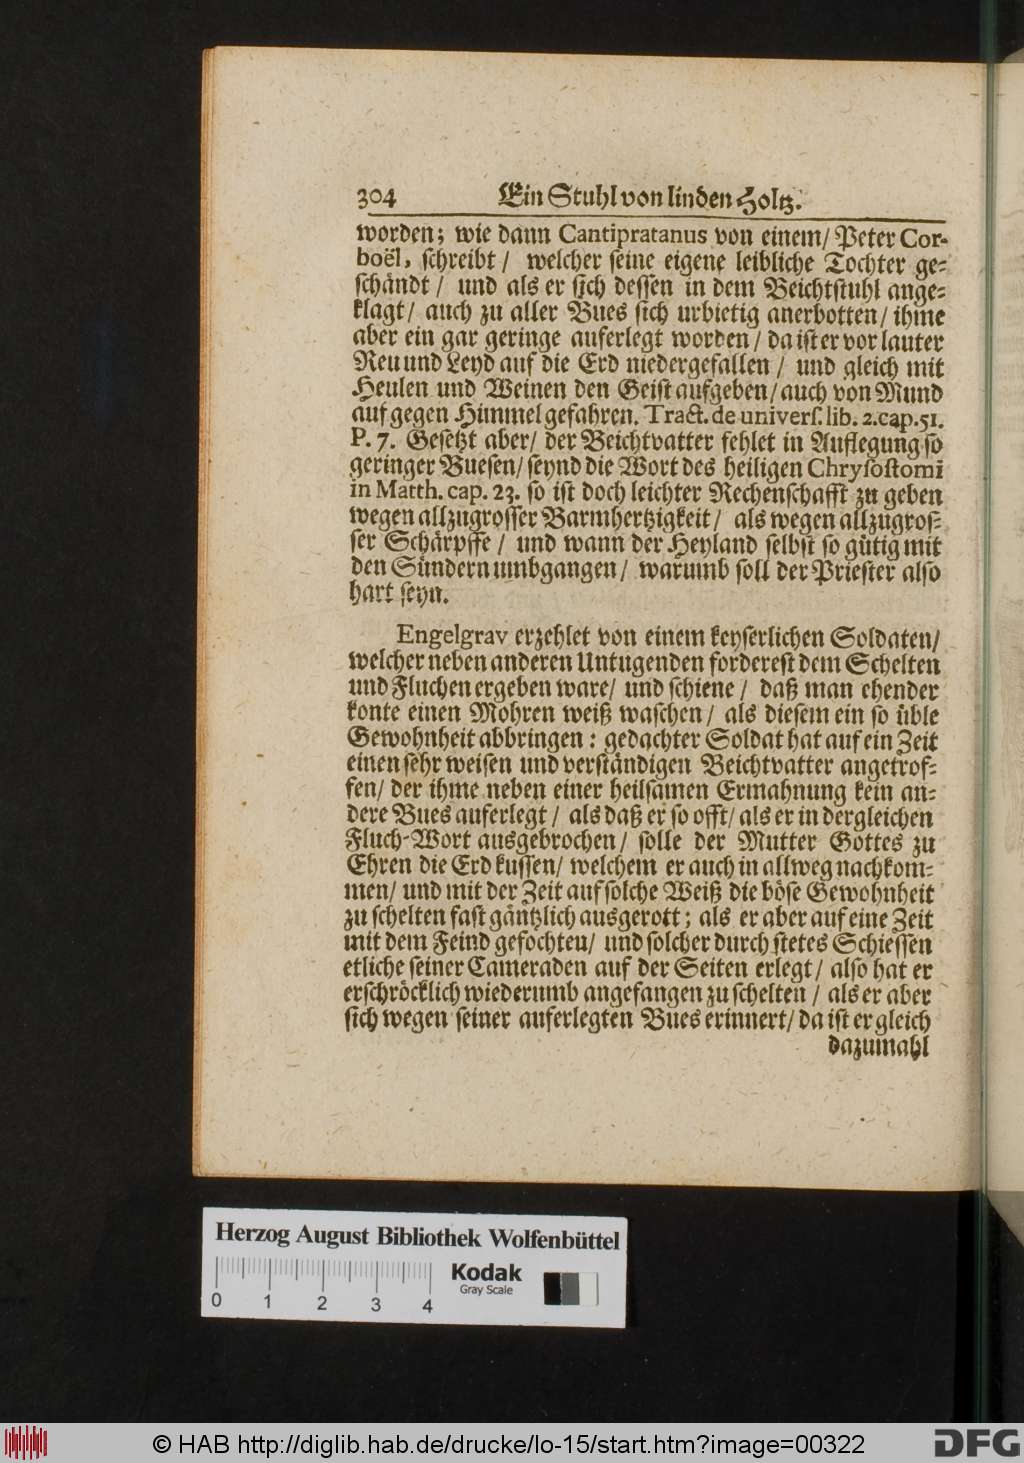 304 Ein Stuhl von linden Holtz.
worden; wie dann Cantipratanus von einem/ Peter Cor-
boël, schreibt / welcher seine eigene leibliche Tochter ge-
schändt / und als er sich dessen in dem Beichtstuhl ange-
klagt/ auch zu aller Bues sich urbietig anerbotten/ ihme
aber ein gar geringe auferlegt worden/ da ist er vor lauter
Reu und Leyd auf die Erd niedergefallen / und gleich mit
Heulen und Weinen den Geist aufgeben/ auch von Mund
auf gegen Himmel gefahren. Tract. de univers. lib. 2. cap. 51.
P. 7. Gesetzt aber/ der Beichtvatter fehlet in Auflegung so
geringer Buesen/ seynd die Wort des heiligen Chrysostomi
in Matth. cap. 23. so ist doch leichter Rechenschafft zu geben
wegen allzugrosser Barmhertzigkeit/ als wegen allzugros-
ser Schärpffe / und wann der Heyland selbst so gütig mit
den Sündern umbgangen/ warumb soll der Priester also
hart seyn.
Engelgrav erzehlet von einem keyserlichen Soldaten/
welcher neben anderen Untugenden forderest dem Schelten
und Fluchen ergeben ware/ und schiene / daß man ehender
konte einen Mohren weiß waschen/ als diesem ein so üble
Gewohnheit abbringen: gedachter Soldat hat auf ein Zeit
einen sehr weisen und verständigen Beichtvatter angetrof-
fen/ der ihme neben einer heilsamen Ermahnung kein an-
dere Bues auferlegt / als daß er so offt/ als er in dergleichen
Fluch-Wort ausgebrochen/ solle der Mutter Gottes zu
Ehren die Erd kussen/ welchem er auch in allweg nachkom-
men/ und mit der Zeit auf solche Weiß die böse Gewohnheit
zu schelten fast gäntzlich ausgerott; als er aber auf eine Zeit
mit dem Feind gefochten/ und solcher durch stetes Schiessen
etliche seiner Cameraden auf der Seiten erlegt/ also hat er
erschröcklich wiederumb angefangen zu schelten / als er aber
sich wegen seiner auferlegten Bues erinnert/ da ist er gleich
dazumahl
Herzog August Bibliothek Wolfenbüttel
Kodak
Gray Scale
0 1 2 3 4
© HAB http://diglib.hab.de/drucke/lo-15/start.htm?image=00322
DFG